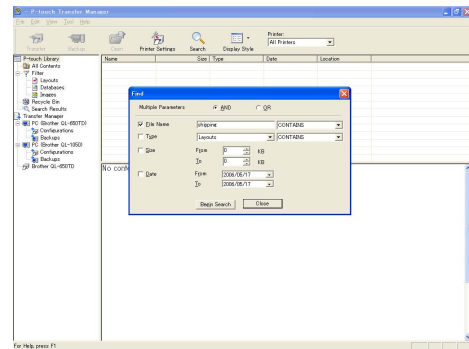 P-touch Transfer Manager
File Edit View Tool Help
Transfer Backup Open Printer Settings Search Display Style
Printer:
All Printers
P-touch Library
All Contents
Filter
Layouts
Databases
Images
Recycle Bin
Search Results
Transfer Manager
PC (Brother QL-650TD)
Configurations
Backups
PC (Brother QL-1050)
Configurations
Backups
Brother QL-650TD
Name Size Type Date Location
No conte
Find
Multiple Parameters AND OR
File Name shipping CONTAINS
Type Layouts CONTAINS
Size From 0 KB
To 0 KB
Date From 2006/05/17
To 2006/05/17
Begin Search Close
For Help, press F1